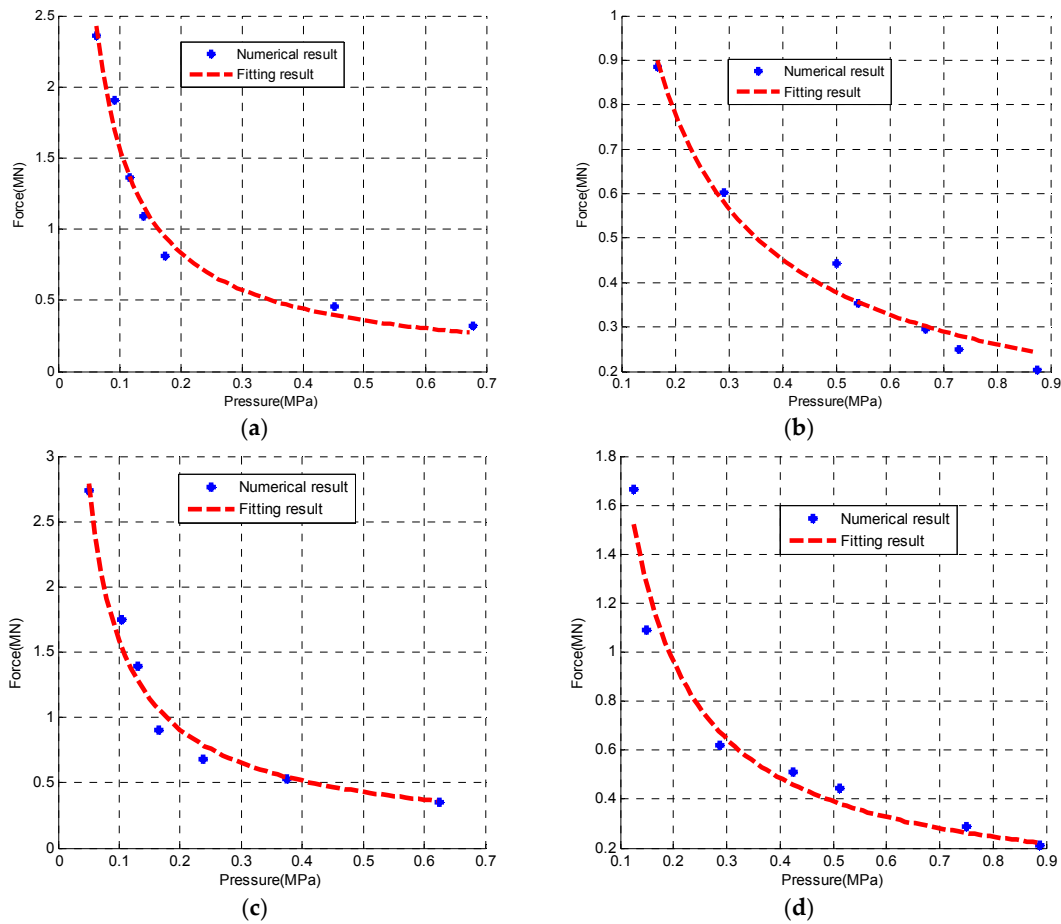 2.5
2
1.5
1
0.5
0
Force(MN)
Numerical result
Fitting result
0 0.1 0.2 0.3 0.4 0.5 0.6 0.7
Pressure(MPa)
(a)
1
0.9
0.8
0.7
0.6
0.5
0.4
0.3
0.2
Force(MN)
Numerical result
Fitting result
0.1 0.2 0.3 0.4 0.5 0.6 0.7 0.8 0.9
Pressure(MPa)
(b)
3
2.5
2
1.5
1
0.5
0
Force(MN)
Numerical result
Fitting result
0 0.1 0.2 0.3 0.4 0.5 0.6 0.7
Pressure(MPa)
(c)
1.8
1.6
1.4
1.2
1
0.8
0.6
0.4
0.2
Force(MN)
Numerical result
Fitting result
0.1 0.2 0.3 0.4 0.5 0.6 0.7 0.8 0.9
Pressure(MPa)
(d)